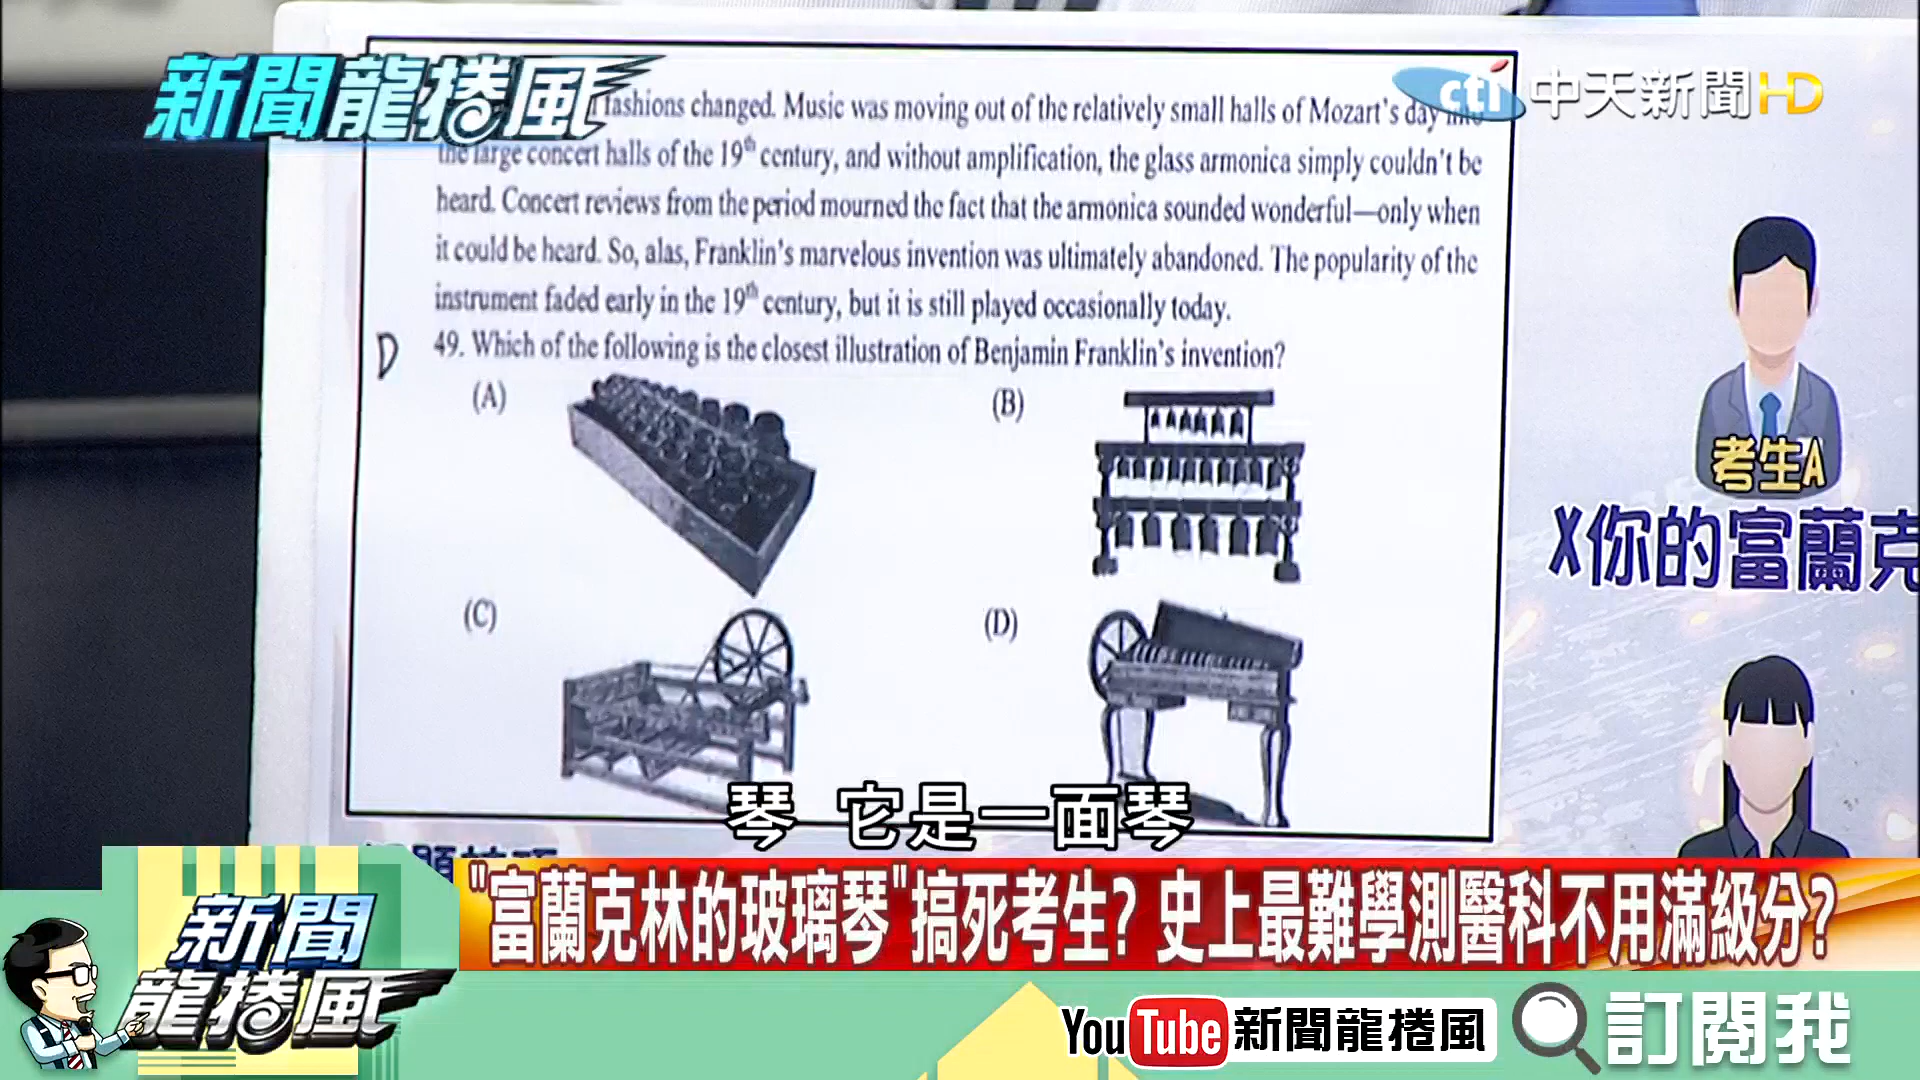 新聞龍捲風
cti 中天新聞HD
fashions changed. Music was moving out of the relatively small halls of Mozart's day into
the large concert halls of the 19th century, and without amplification, the glass armonica simply couldn't be
heard. Concert reviews from the period mourned the fact that the armonica sounded wonderful—only when
it could be heard. So, alas, Franklin's marvelous invention was ultimately abandoned. The popularity of the
instrument faded early in the 19th century, but it is still played occasionally today.
D 49. Which of the following is the closest illustration of Benjamin Franklin's invention?
(A)
(B)
(C)
(D)
考生A
X你的富蘭克
琴 它是一面琴
"富蘭克林的玻璃琴"搞死考生? 史上最難學測醫科不用滿級分?
新聞
龍捲風
YouTube 新聞龍捲風
訂閱我